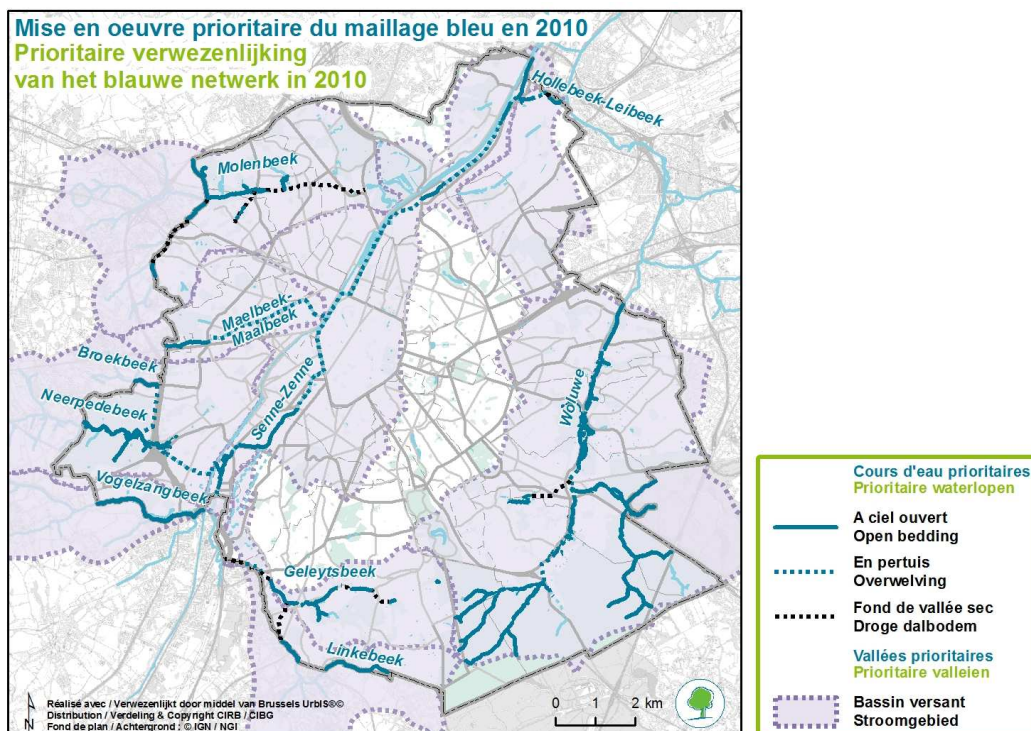 Mise en oeuvre prioritaire du maillage bleu en 2010
Prioritaire verwezenlijking
van het blauwe netwerk in 2010
Hollebeek-Leibeek
Molenbeek
Maelbeek-
Maalbeek
Broekbeek
Neerpedebeek
Senne-Zenne
Woluwe
Vogelzangbeek
Geleytsbeek
Linkebeek
N
Réalisé avec / Verwezenlijkt door middel van Brussels UrbIS®©
Distribution / Verdeling & Copyright CIRB / CIBG
Fond de plan / Achtergrond : © IGN / NGI
0 1 2 km
Cours d'eau prioritaires
Prioritaire waterlopen
A ciel ouvert
Open bedding
En pertuis
Overwelving
Fond de vallée sec
Droge dalbodem
Vallées prioritaires
Prioritair valleien
Bassin versant
Stroomgebied